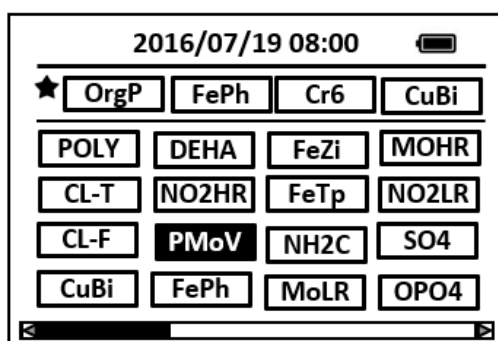 2016/07/19 08:00
OrgP FePh Cr6 CuBi
POLY DEHA FeZi MOHR
CL-T NO2HR FeTp NO2LR
CL-F PMoV NH2C SO4
CuBi FePh MoLR OPO4